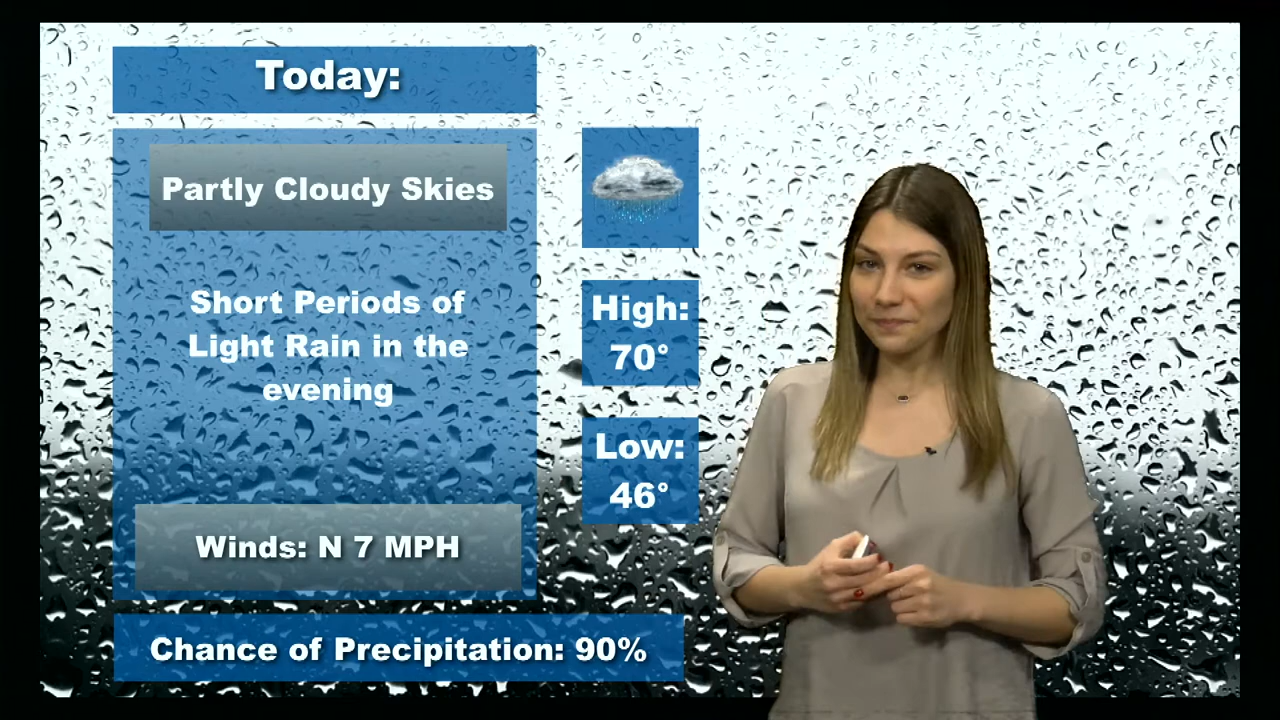 Today:
Partly Cloudy Skies
Short Periods of
Light Rain in the
evening
Winds: N 7 MPH
High:
70°
Low:
46°
Chance of Precipitation: 90%